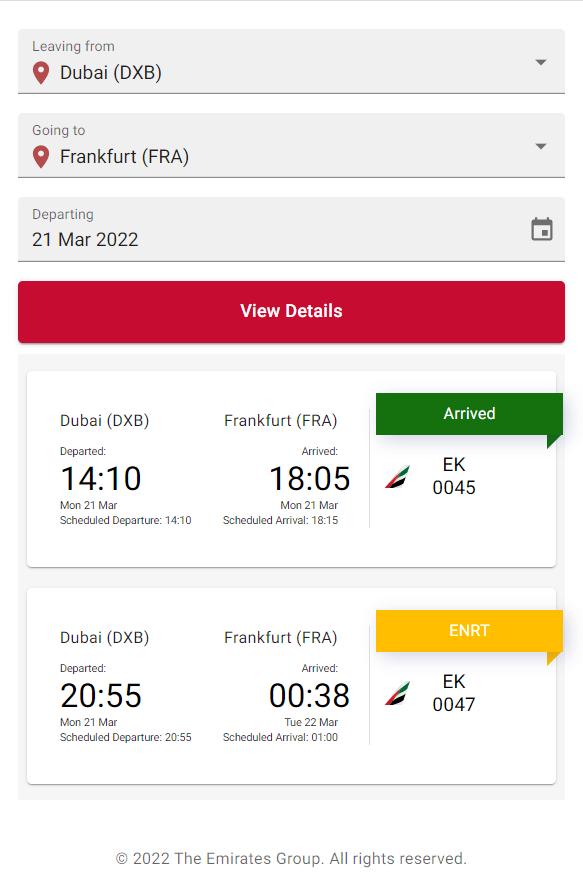 Leaving from
Dubai (DXB)
Going to
Frankfurt (FRA)
Departing
21 Mar 2022
View Details
Dubai (DXB) Frankfurt (FRA) Arrived
Departed: Arrived:
14:10 18:05 EK
0045
Mon 21 Mar Mon 21 Mar
Scheduled Departure: 14:10 Scheduled Arrival: 18:15
Dubai (DXB) Frankfurt (FRA) ENRT
Departed: Arrived:
20:55 00:38 EK
0047
Mon 21 Mar Tue 22 Mar
Scheduled Departure: 20:55 Scheduled Arrival: 01:00
© 2022 The Emirates Group. All rights reserved.